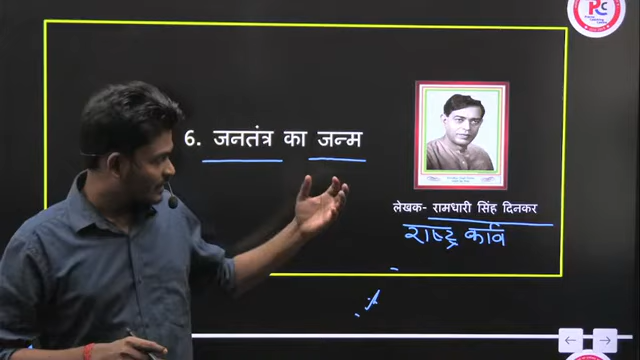 6. जनतंत्र का जन्म
लेखक- रामधारी सिंह दिनकर
राष्ट्र कवि